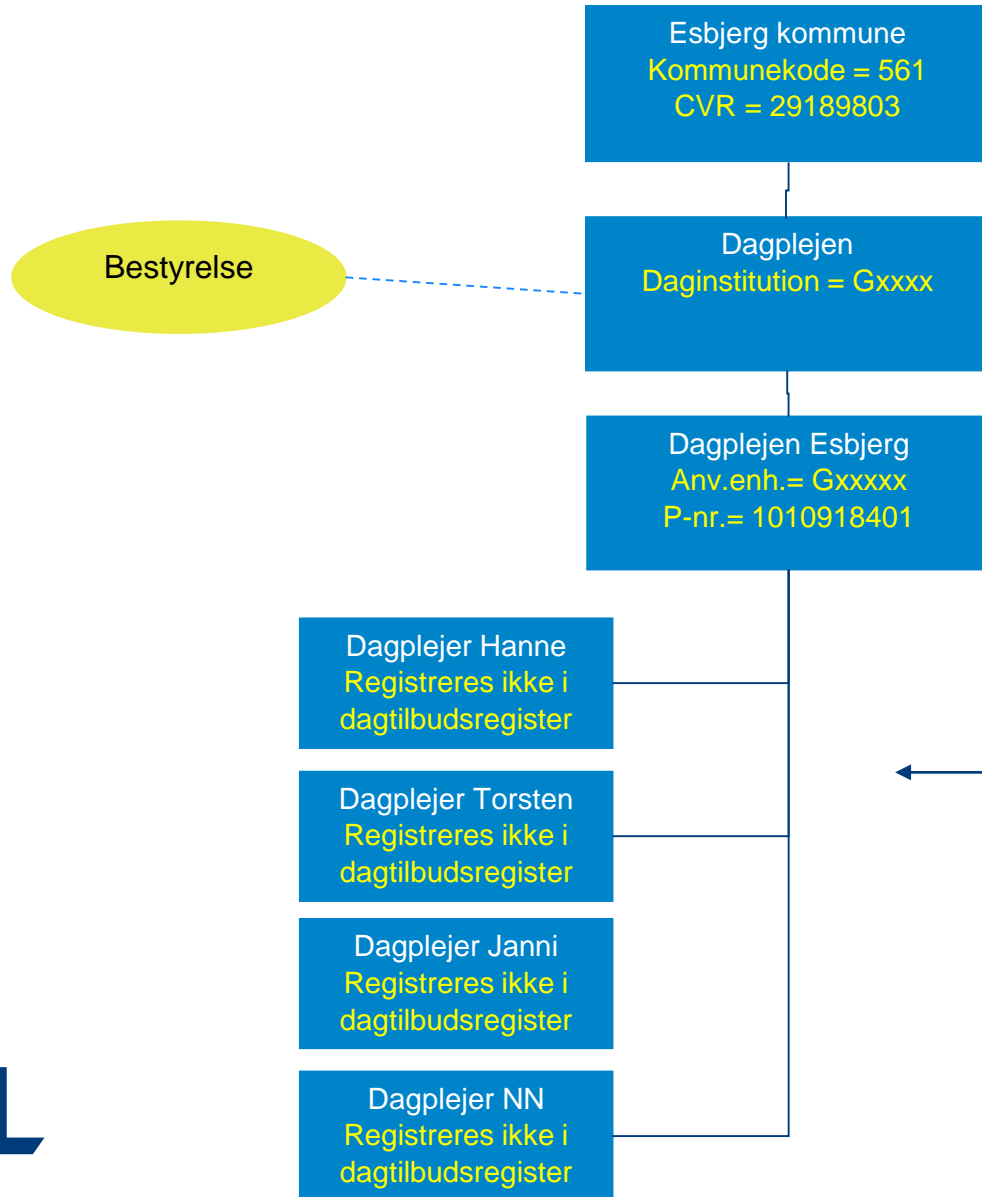 Esbjerg kommune
Kommunekode = 561
CVR = 29189803
Bestyrelse
Dagplejen
Daginstitution = Gxxxx
Dagplejen Esbjerg
Anv.enh.= Gxxxxx
P-nr.= 1010918401
Dagplejer Hanne
Registreres ikke i
dagtilbudsregister
Dagplejer Torsten
Registreres ikke i
dagtilbudsregister
Dagplejer Janni
Registreres ikke i
dagtilbudsregister
Dagplejer NN
Registreres ikke i
dagtilbudsregister